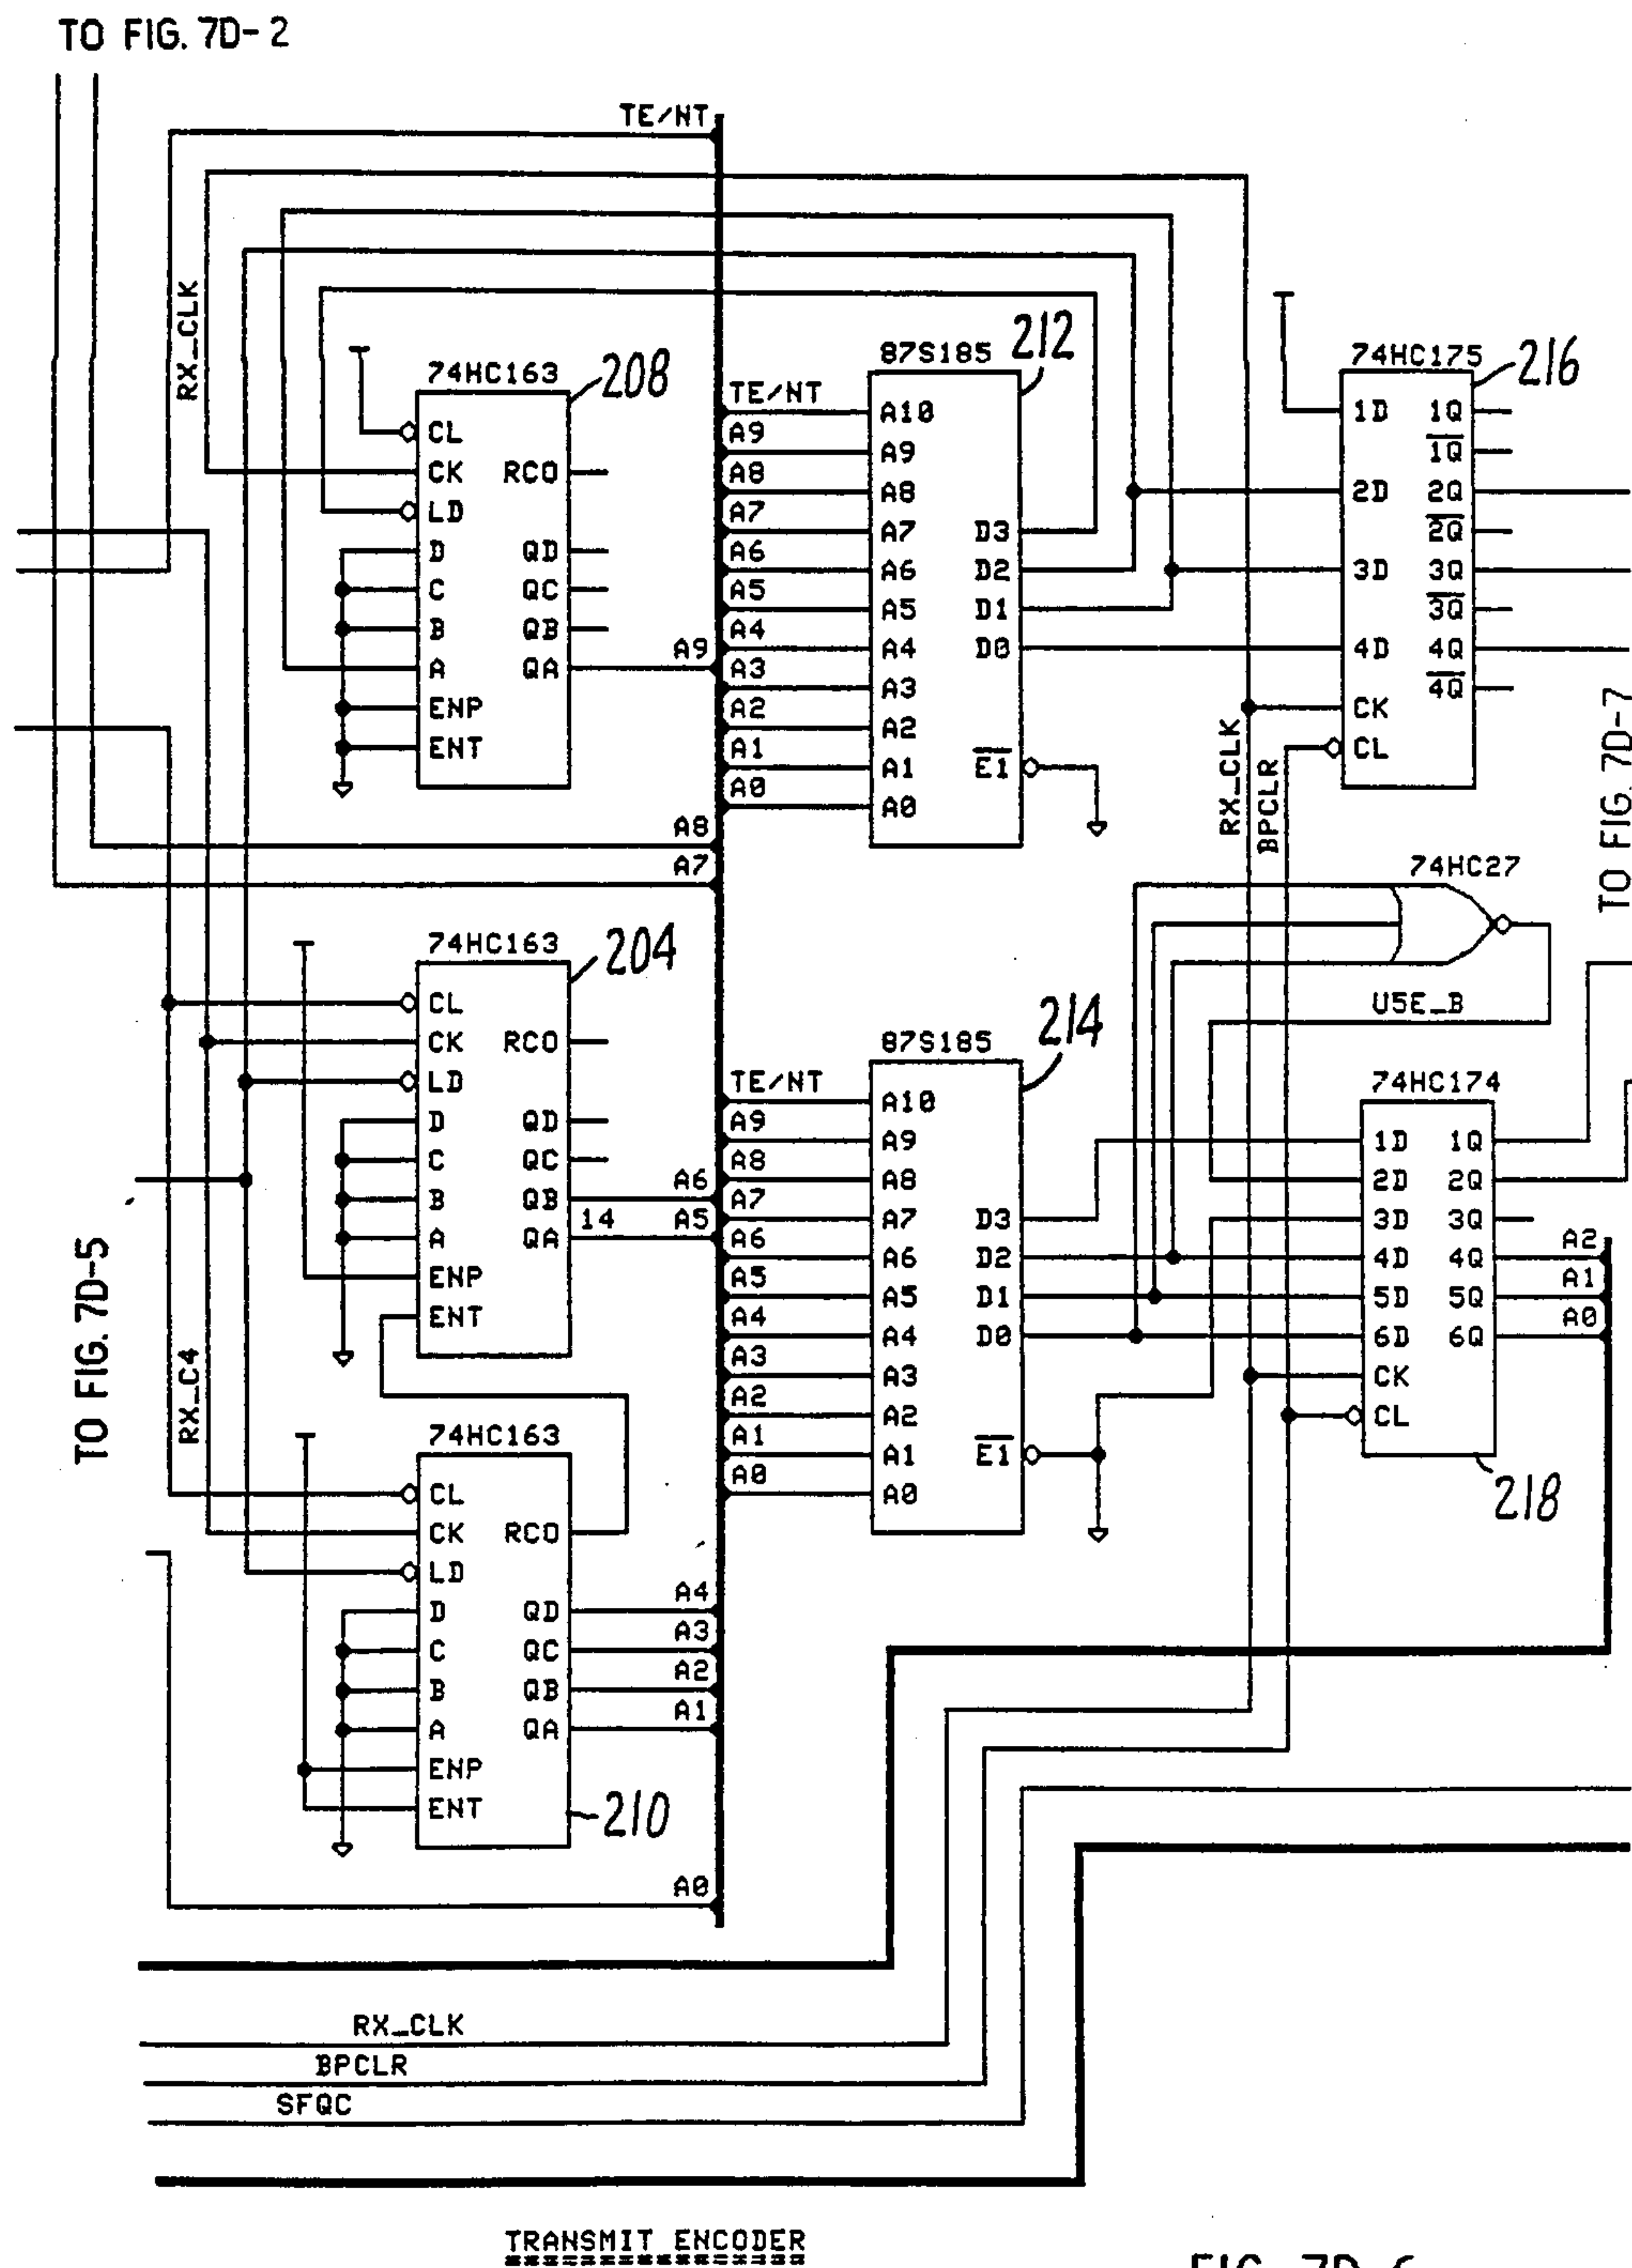 TO FIG. 7D-2
TE/NT
RX_CLK
74HC163
208
CL
CK RCO
LD
D QD
C QC
B QB
A QA
ENP
ENT
A9
A8
A7
87S185
212
TE/NT A10
A9 A9
A8 A8
A7 A7 D3
A6 A6 D2
A5 A5 D1
A4 A4 D0
A3 A3
A2 A2
A1 A1 E1
A0 A0
74HC175
216
1D 1Q
1Q
2D 2Q
2Q
3D 3Q
3Q
4D 4Q
4Q
CK
CL
RX_CLK
BPCLR
TO FIG. 7D-7
74HC27
U5E_B
74HC163
204
CL
CK RCO
LD
D QD
C QC
B QB A6
A QA 14 A5
ENP
ENT
TO FIG. 7D-5
RX_C4
87S185
214
TE/NT A10
A9 A9
A8 A8
A7 A7 D3
A6 A6 D2
A5 A5 D1
A4 A4 D0
A3 A3
A2 A2
A1 A1 E1
A0 A0
74HC174
1D 1Q
2D 2Q
3D 3Q
4D 4Q A2
5D 5Q A1
6D 6Q A0
CK
CL
218
74HC163
CL
CK RCO
LD
D QD A4
C QC A3
B QB A2
A QA A1
ENP
ENT
210
A0
RX_CLK
BPCLR
SFQC
TRANSMIT ENCODER
FIG. 7D-6